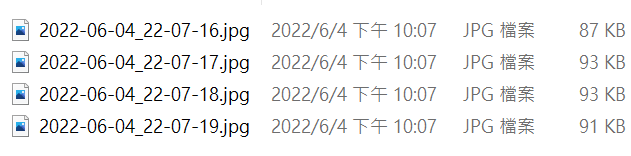 2022-06-04_22-07-16.jpg 2022/6/4 下午 10:07 JPG 檔案 87 KB
2022-06-04_22-07-17.jpg 2022/6/4 下午 10:07 JPG 檔案 93 KB
2022-06-04_22-07-18.jpg 2022/6/4 下午 10:07 JPG 檔案 93 KB
2022-06-04_22-07-19.jpg 2022/6/4 下午 10:07 JPG 檔案 91 KB